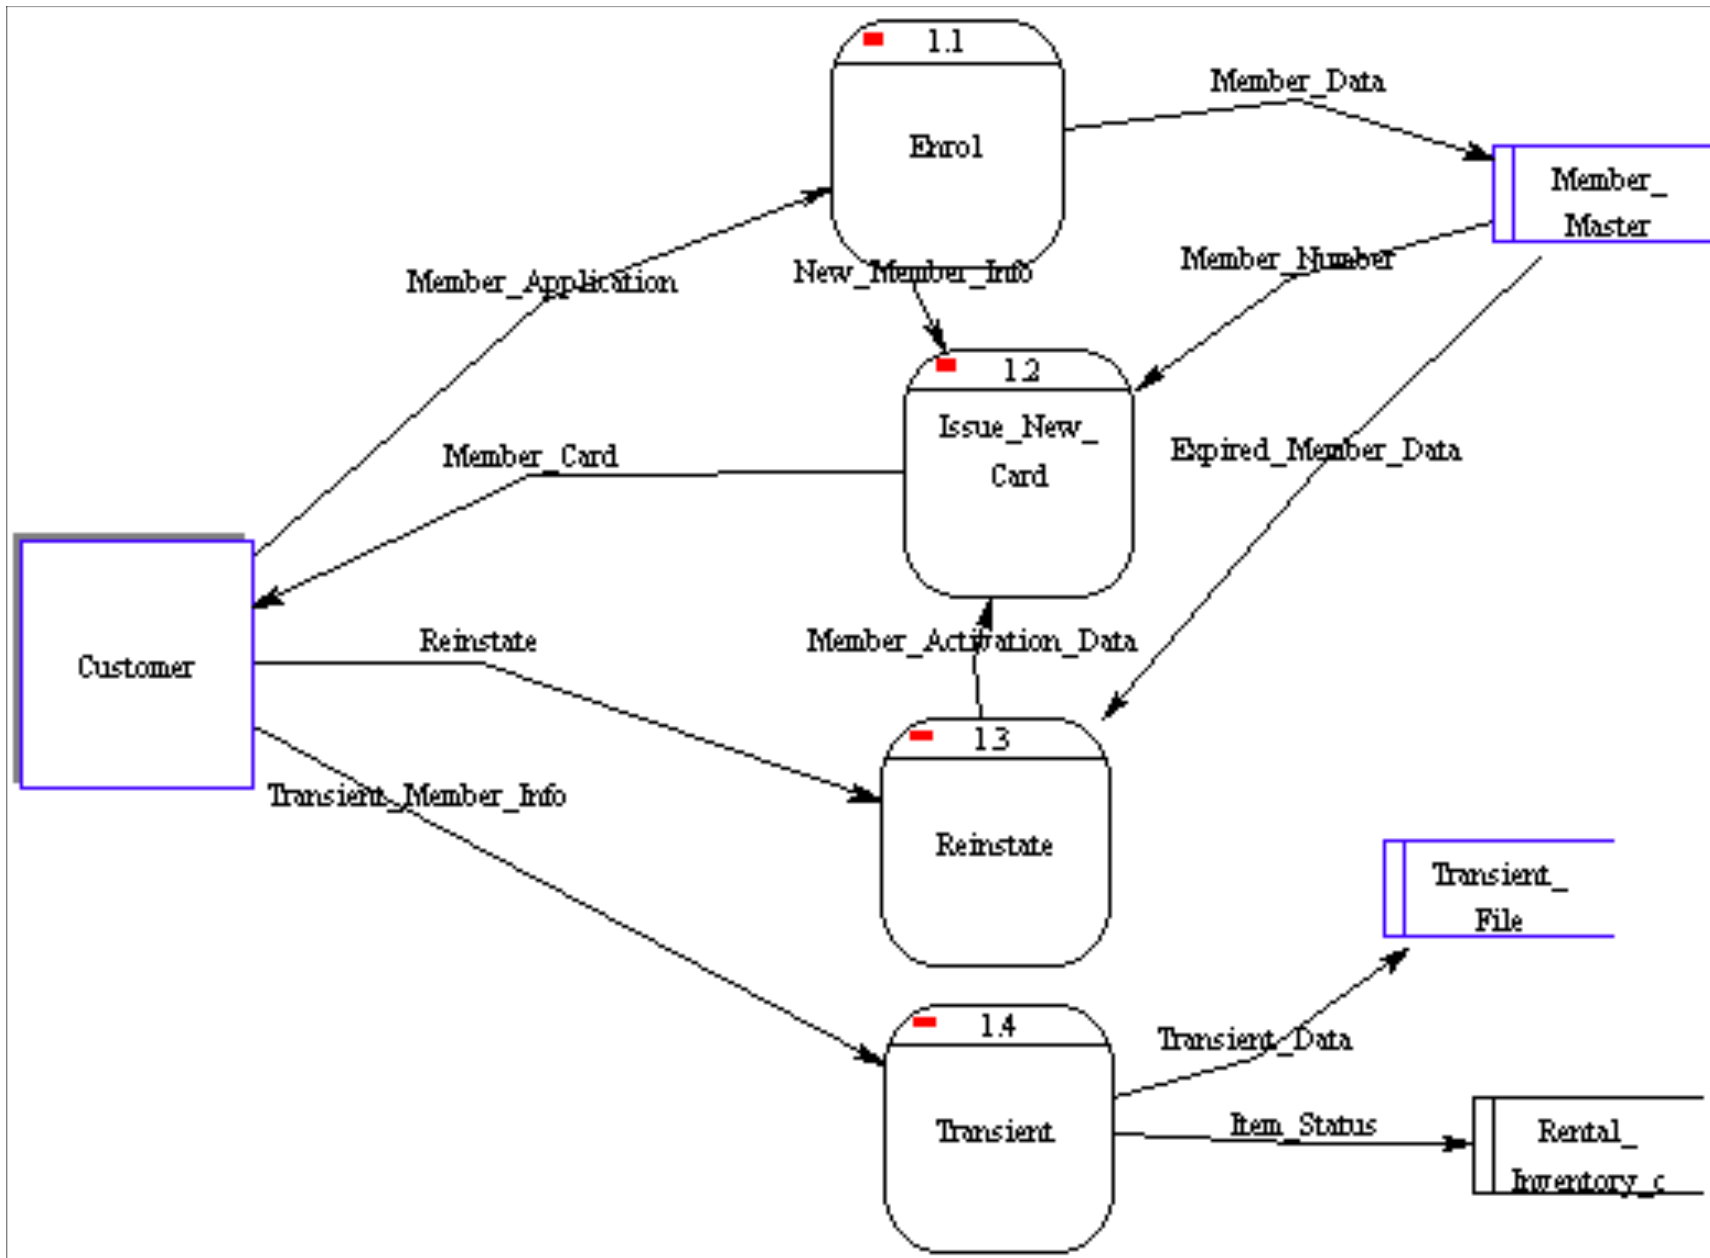 1.1
Enrol
Member_Data
Member_
Master
Member_Application
New_Member_Info
Member_Number
1.2
Issue_New_
Card
Member_Card
Expired_Member_Data
Customer
Reinstate
Member_Activation_Data
1.3
Reinstate
Transient_Member_Info
Transient_
File
1.4
Transient
Transient_Data
Item_Status
Rental_
Inventory_c